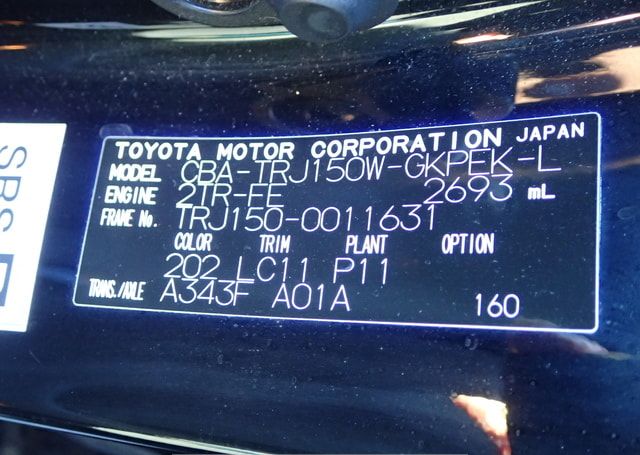 TOYOTA MOTOR CORPORATION JAPAN
MODEL CBA-TRJ150W-GKPEK-L
ENGINE 2TR-FE 2693 mL
FRAME No. TRJ150-0011631
COLOR TRIM PLANT OPTION
202 LC11 P11
TRANS./AXLE A343F A01A 160
SRS